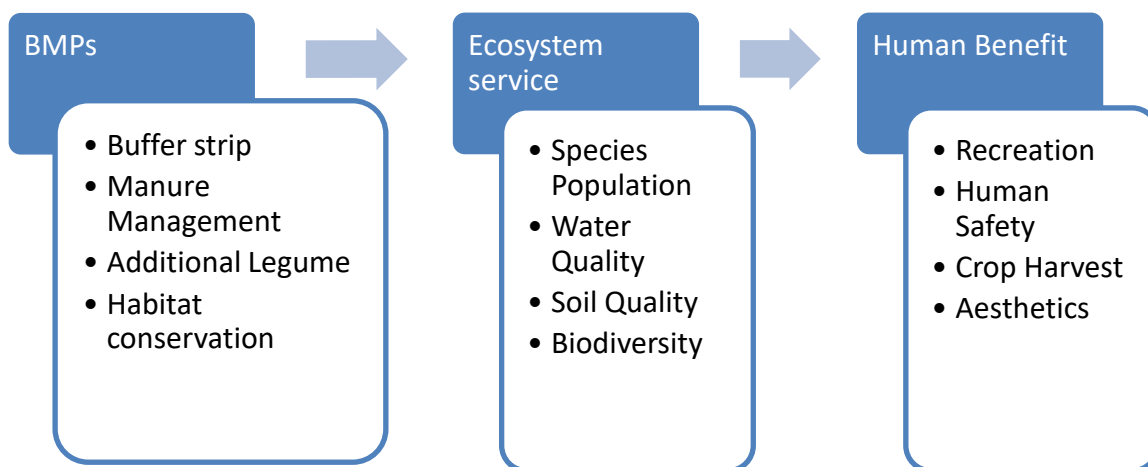 BMPs
• Buffer strip
• Manure
Management
• Additional Legume
• Habitat
conservation
Ecosystem
service
• Species
Population
• Water
Quality
• Soil Quality
• Biodiversity
Human Benefit
• Recreation
• Human
Safety
• Crop Harvest
• Aesthetics